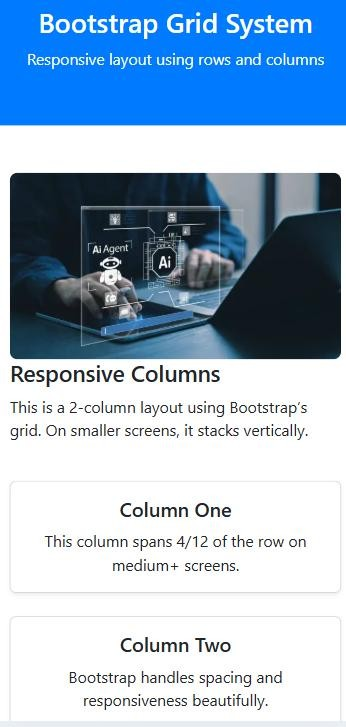 Bootstrap Grid System
Responsive layout using rows and columns
Ai Agent
Ai
Responsive Columns
This is a 2-column layout using Bootstrap’s
grid. On smaller screens, it stacks vertically.
Column One
This column spans 4/12 of the row on
medium+ screens.
Column Two
Bootstrap handles spacing and
responsiveness beautifully.